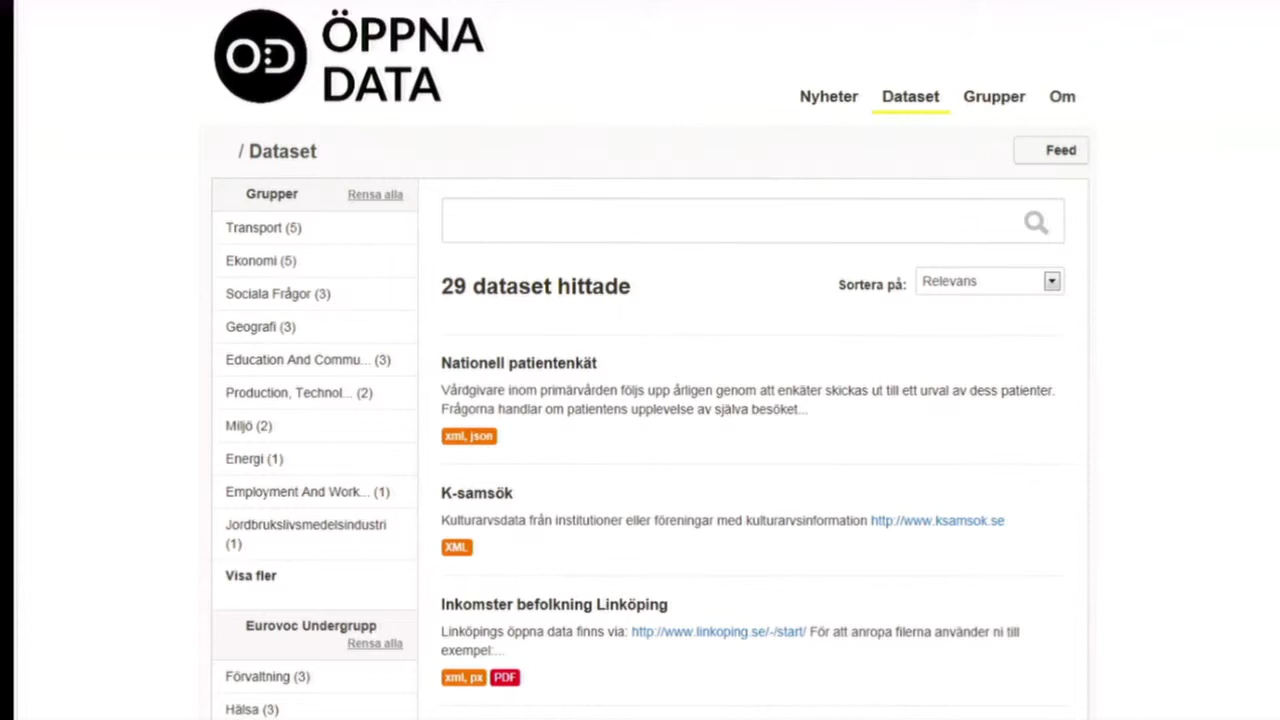 O:D
ÖPPNA
DATA
Nyheter Dataset Grupper Om
/ Dataset
Feed
Grupper Rensa alla
Transport (5)
Ekonomi (5)
Sociala Frågor (3)
Geografi (3)
Education And Commu... (3)
Production, Technol... (2)
Miljö (2)
Energi (1)
Employment And Work... (1)
Jordbrukslivsmedelsindustri
(1)
Visa fler
Eurovoc Undergrupp
Rensa alla
Förvaltning (3)
Hälsa (3)
29 dataset hittade
Sortera på: Relevans
Nationell patientenkät
Vårdgivare inom primärvården följs upp årligen genom att enkäter skickas ut till ett urval av dess patienter.
Frågorna handlar om patientens upplevelse av själva besöket...
xml, json
K-samsök
Kulturarvsdata från institutioner eller föreningar med kulturarvsinformation http://www.ksamsok.se
XML
Inkomster befolkning Linköping
Linköpings öppna data finns via: http://www.linkoping.se/-/start/ För att anropa filerna använder ni till
exempel:...
xml, px PDF